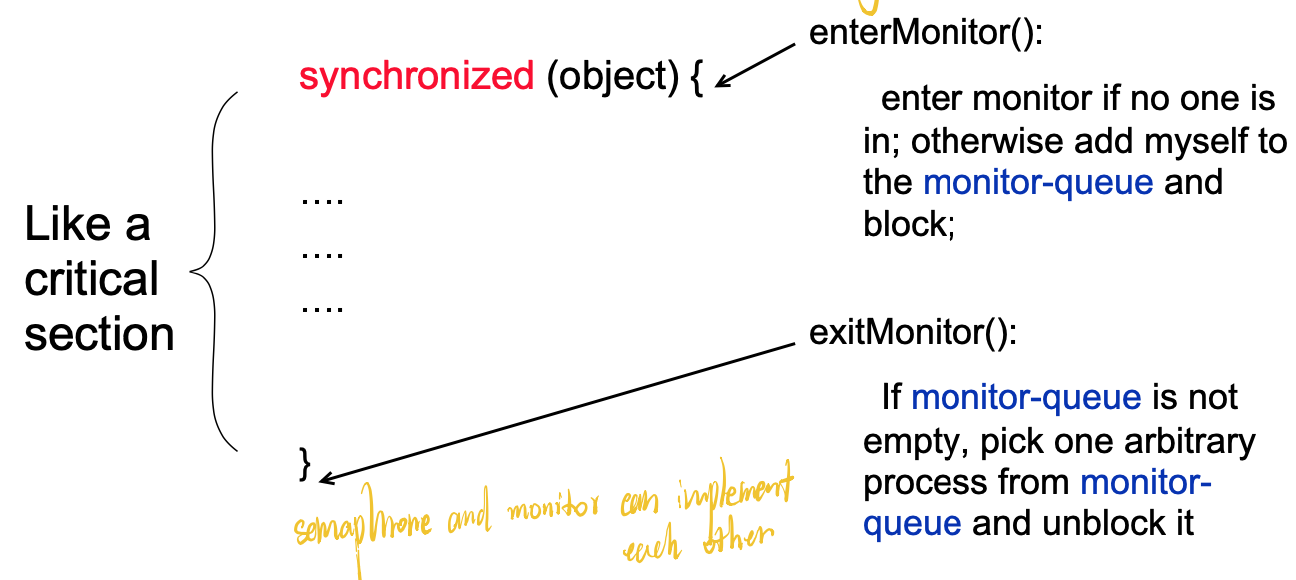 enterMonitor():
synchronized (object) {
enter monitor if no one is
in; otherwise add myself to
the monitor-queue and
block;
Like a
critical
section
....
....
....
exitMonitor():
If monitor-queue is not
empty, pick one arbitrary
process from monitor-
queue and unblock it
}
semaphrone and monitor can implement
each other